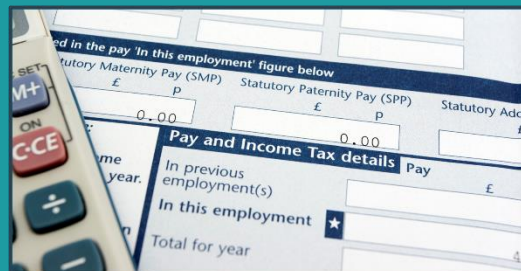 ed in the pay 'In this employment' figure below
Statutory Maternity Pay (SMP)
£ p
0.00
Statutory Paternity Pay (SPP)
£ p
0.00
Statutory
£
Pay and Income Tax details
Pay
£
In previous
employment(s)
In this employment
Total for year
year.
SET
M+
ON
C·CE
÷
−